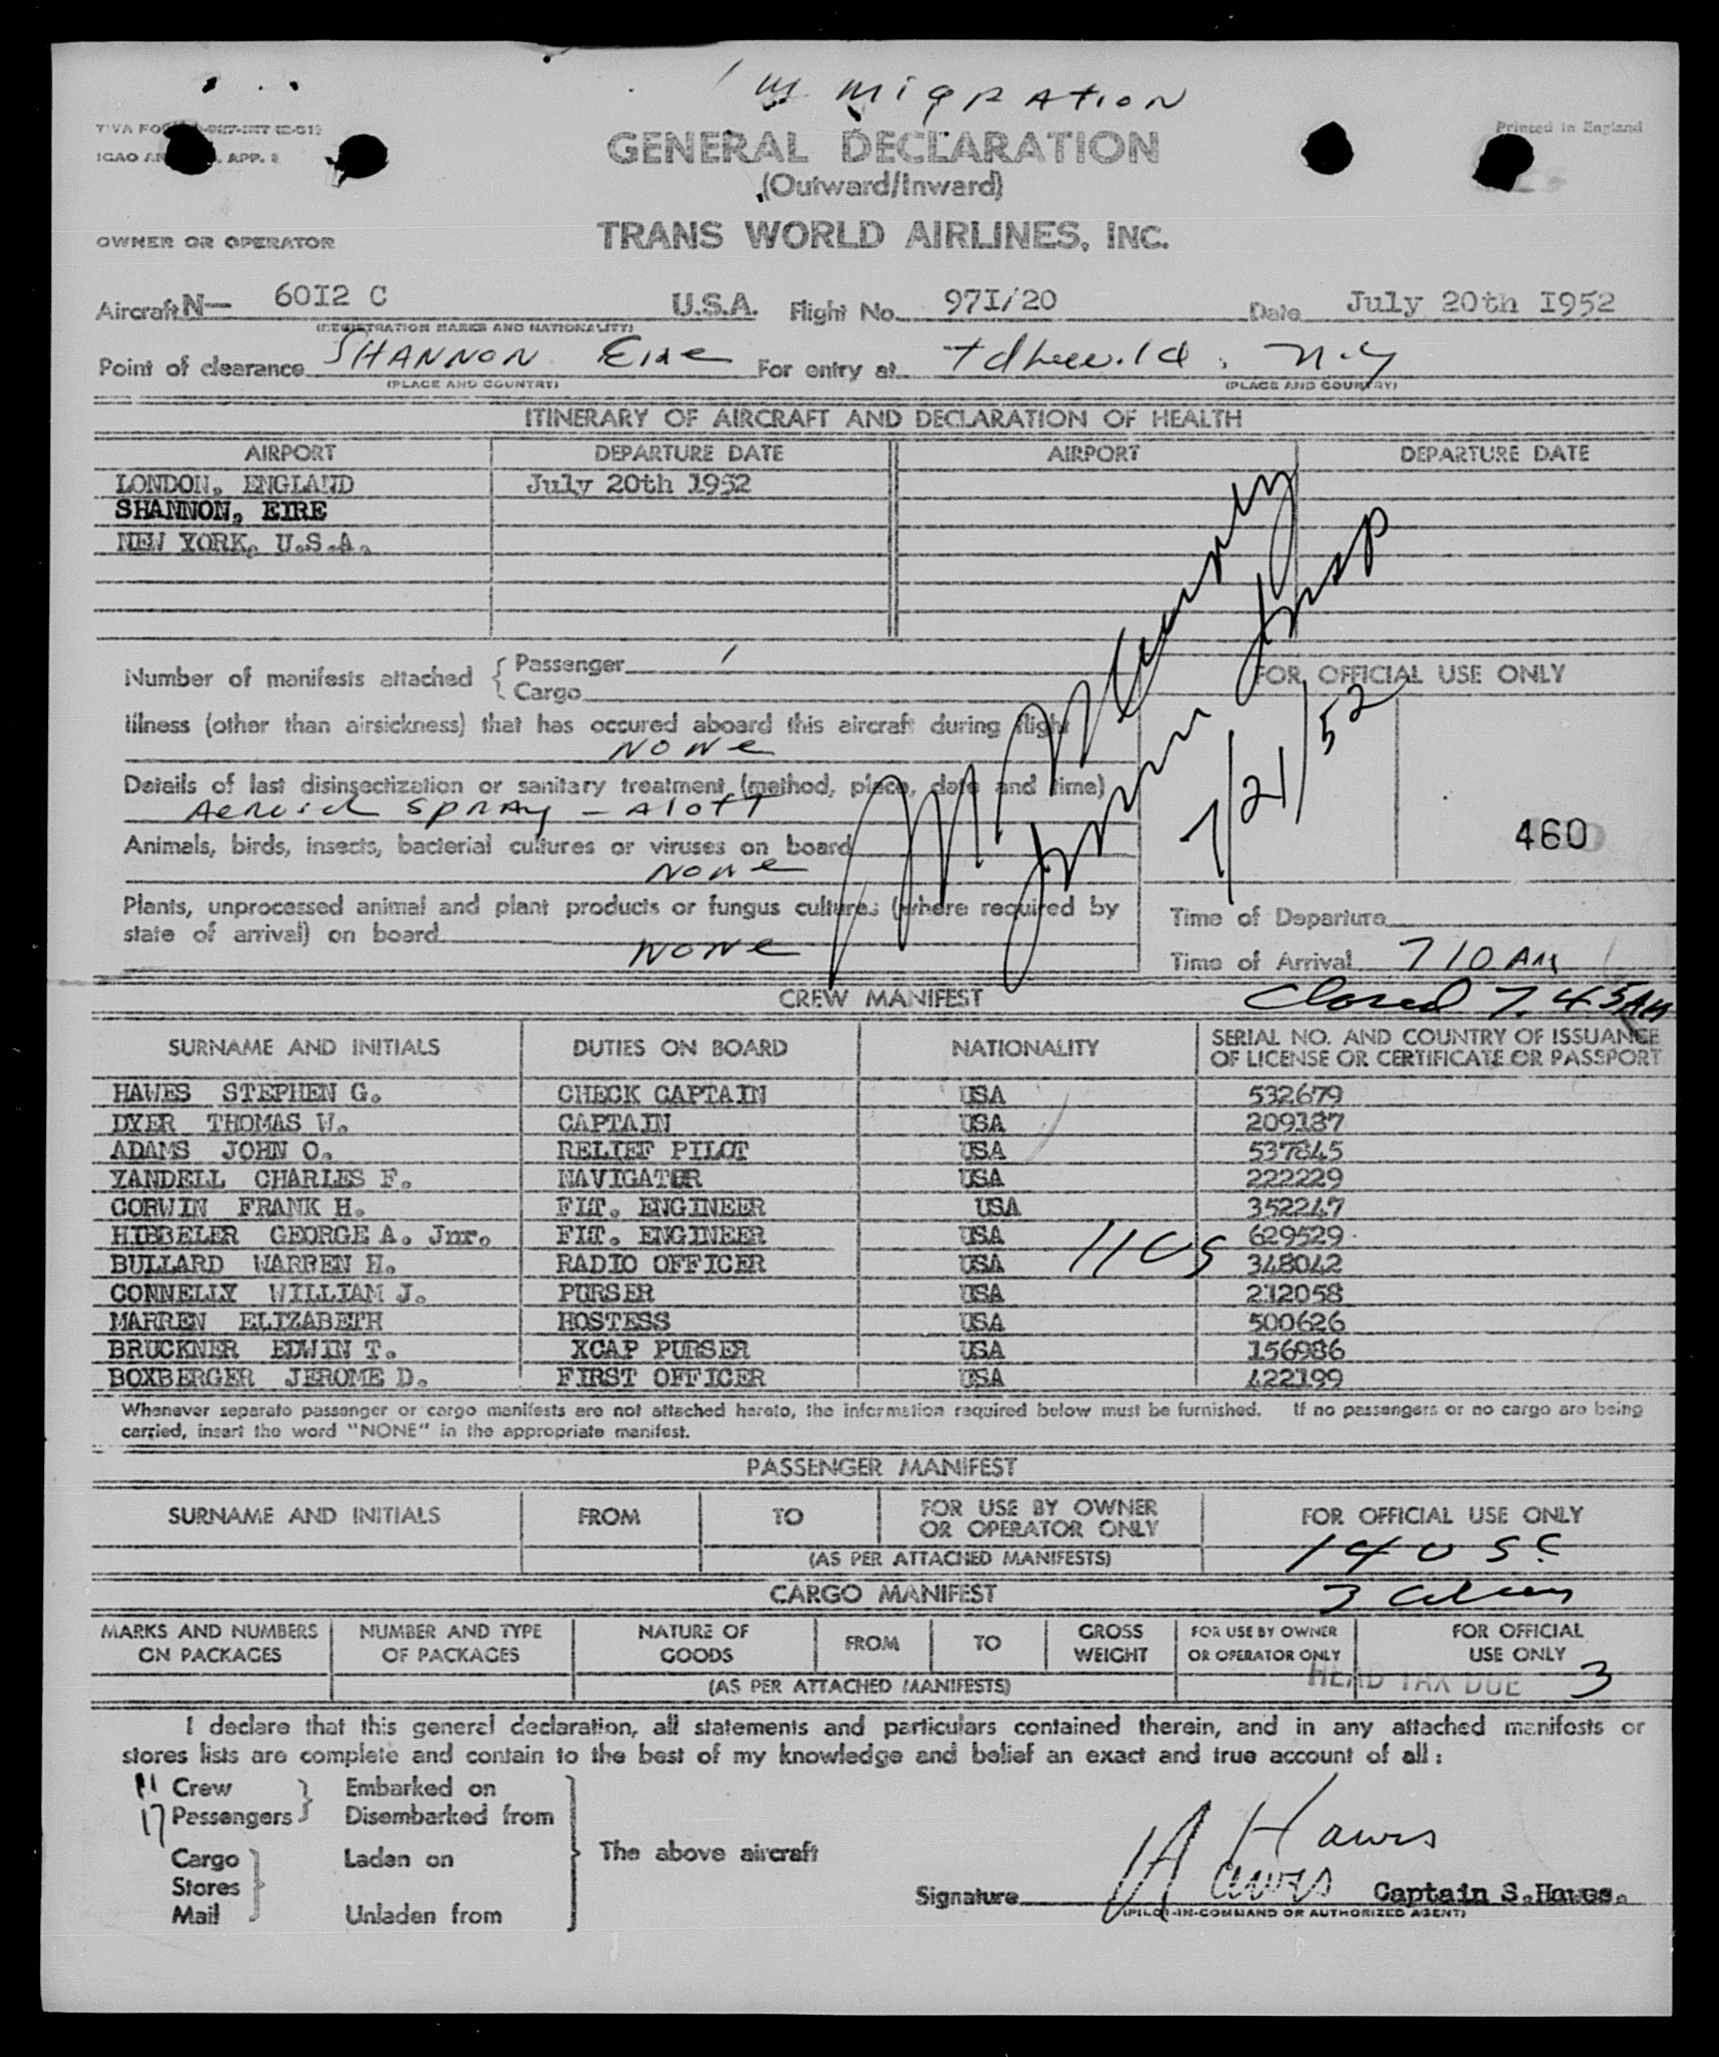 Immigration
Printed in England
ICAO APP. 2
GENERAL DECLARATION
(Outward/Inward)
OWNER OR OPERATOR TRANS WORLD AIRLINES, INC.
Aircraft N— 60I2 C U.S.A. Flight No. 97I/20 Date July 20th I952
(REGISTRATION MARKS AND NATIONALITY)
Point of clearance SHANNON Eire For entry at Idlewild, N.Y
(PLACE AND COUNTRY) (PLACE AND COUNTRY)
ITINERARY OF AIRCRAFT AND DECLARATION OF HEALTH
AIRPORT DEPARTURE DATE AIRPORT DEPARTURE DATE
LONDON, ENGLAND July 20th 1952
SHANNON, EIRE
NEW YORK, U.S.A.
Number of manifests attached { Passenger 1
Cargo
FOR OFFICIAL USE ONLY
7/21/52
Illness (other than airsickness) that has occured aboard this aircraft during flight
NONE
Details of last disinsectization or sanitary treatment (method, place, date and time)
Aerosol spray - Aloft
460
Animals, birds, insects, bacterial cultures or viruses on board
NONE
Plants, unprocessed animal and plant products or fungus cultures (where required by
state of arrival) on board NONE
Time of Departure
Time of Arrival 710 AM
CREW MANIFEST Closed 7.45AM
SURNAME AND INITIALS DUTIES ON BOARD NATIONALITY SERIAL NO. AND COUNTRY OF ISSUANCE
OF LICENSE OR CERTIFICATE OR PASSPORT
HAWES STEPHEN G. CHECK CAPTAIN USA 532679
DYER THOMAS W. CAPTAIN USA 209187
ADAMS JOHN O. RELIEF PILOT USA 537845
YANDELL CHARLES F. NAVIGATOR USA 222229
CORWIN FRANK H. FLT. ENGINEER USA 352247
HIBBELER GEORGE A. Jnr. FLT. ENGINEER USA 629529
BULLARD WARREN H. RADIO OFFICER USA 11CS 348042
CONNELLY WILLIAM J. PURSER USA 212058
MARREN ELIZABETH HOSTESS USA 500626
BRUCKNER EDWIN T. XCAP PURSER USA 156986
BOXBERGER JEROME D. FIRST OFFICER USA 422199
Whenever separate passenger or cargo manifests are not attached hereto, the information required below must be furnished. If no passengers or no cargo are being
carried, insert the word "NONE" in the appropriate manifest.
PASSENGER MANIFEST
SURNAME AND INITIALS FROM TO FOR USE BY OWNER OR OPERATOR ONLY FOR OFFICIAL USE ONLY
(AS PER ATTACHED MANIFESTS) 14 USC
CARGO MANIFEST 3 Aliens
MARKS AND NUMBERS ON PACKAGES NUMBER AND TYPE OF PACKAGES NATURE OF GOODS FROM TO GROSS WEIGHT FOR USE BY OWNER OR OPERATOR ONLY FOR OFFICIAL USE ONLY
(AS PER ATTACHED MANIFESTS) HEAD TAX DUE 3
I declare that this general declaration, all statements and particulars contained therein, and in any attached manifests or
stores lists are complete and contain to the best of my knowledge and belief an exact and true account of all :
11 Crew Embarked on
17 Passengers Disembarked from
Cargo Laden on The above aircraft
Stores
Mail Unladen from
Hawes
Signature Hawes Captain S.Hawes.
(PILOT-IN-COMMAND OR AUTHORIZED AGENT)